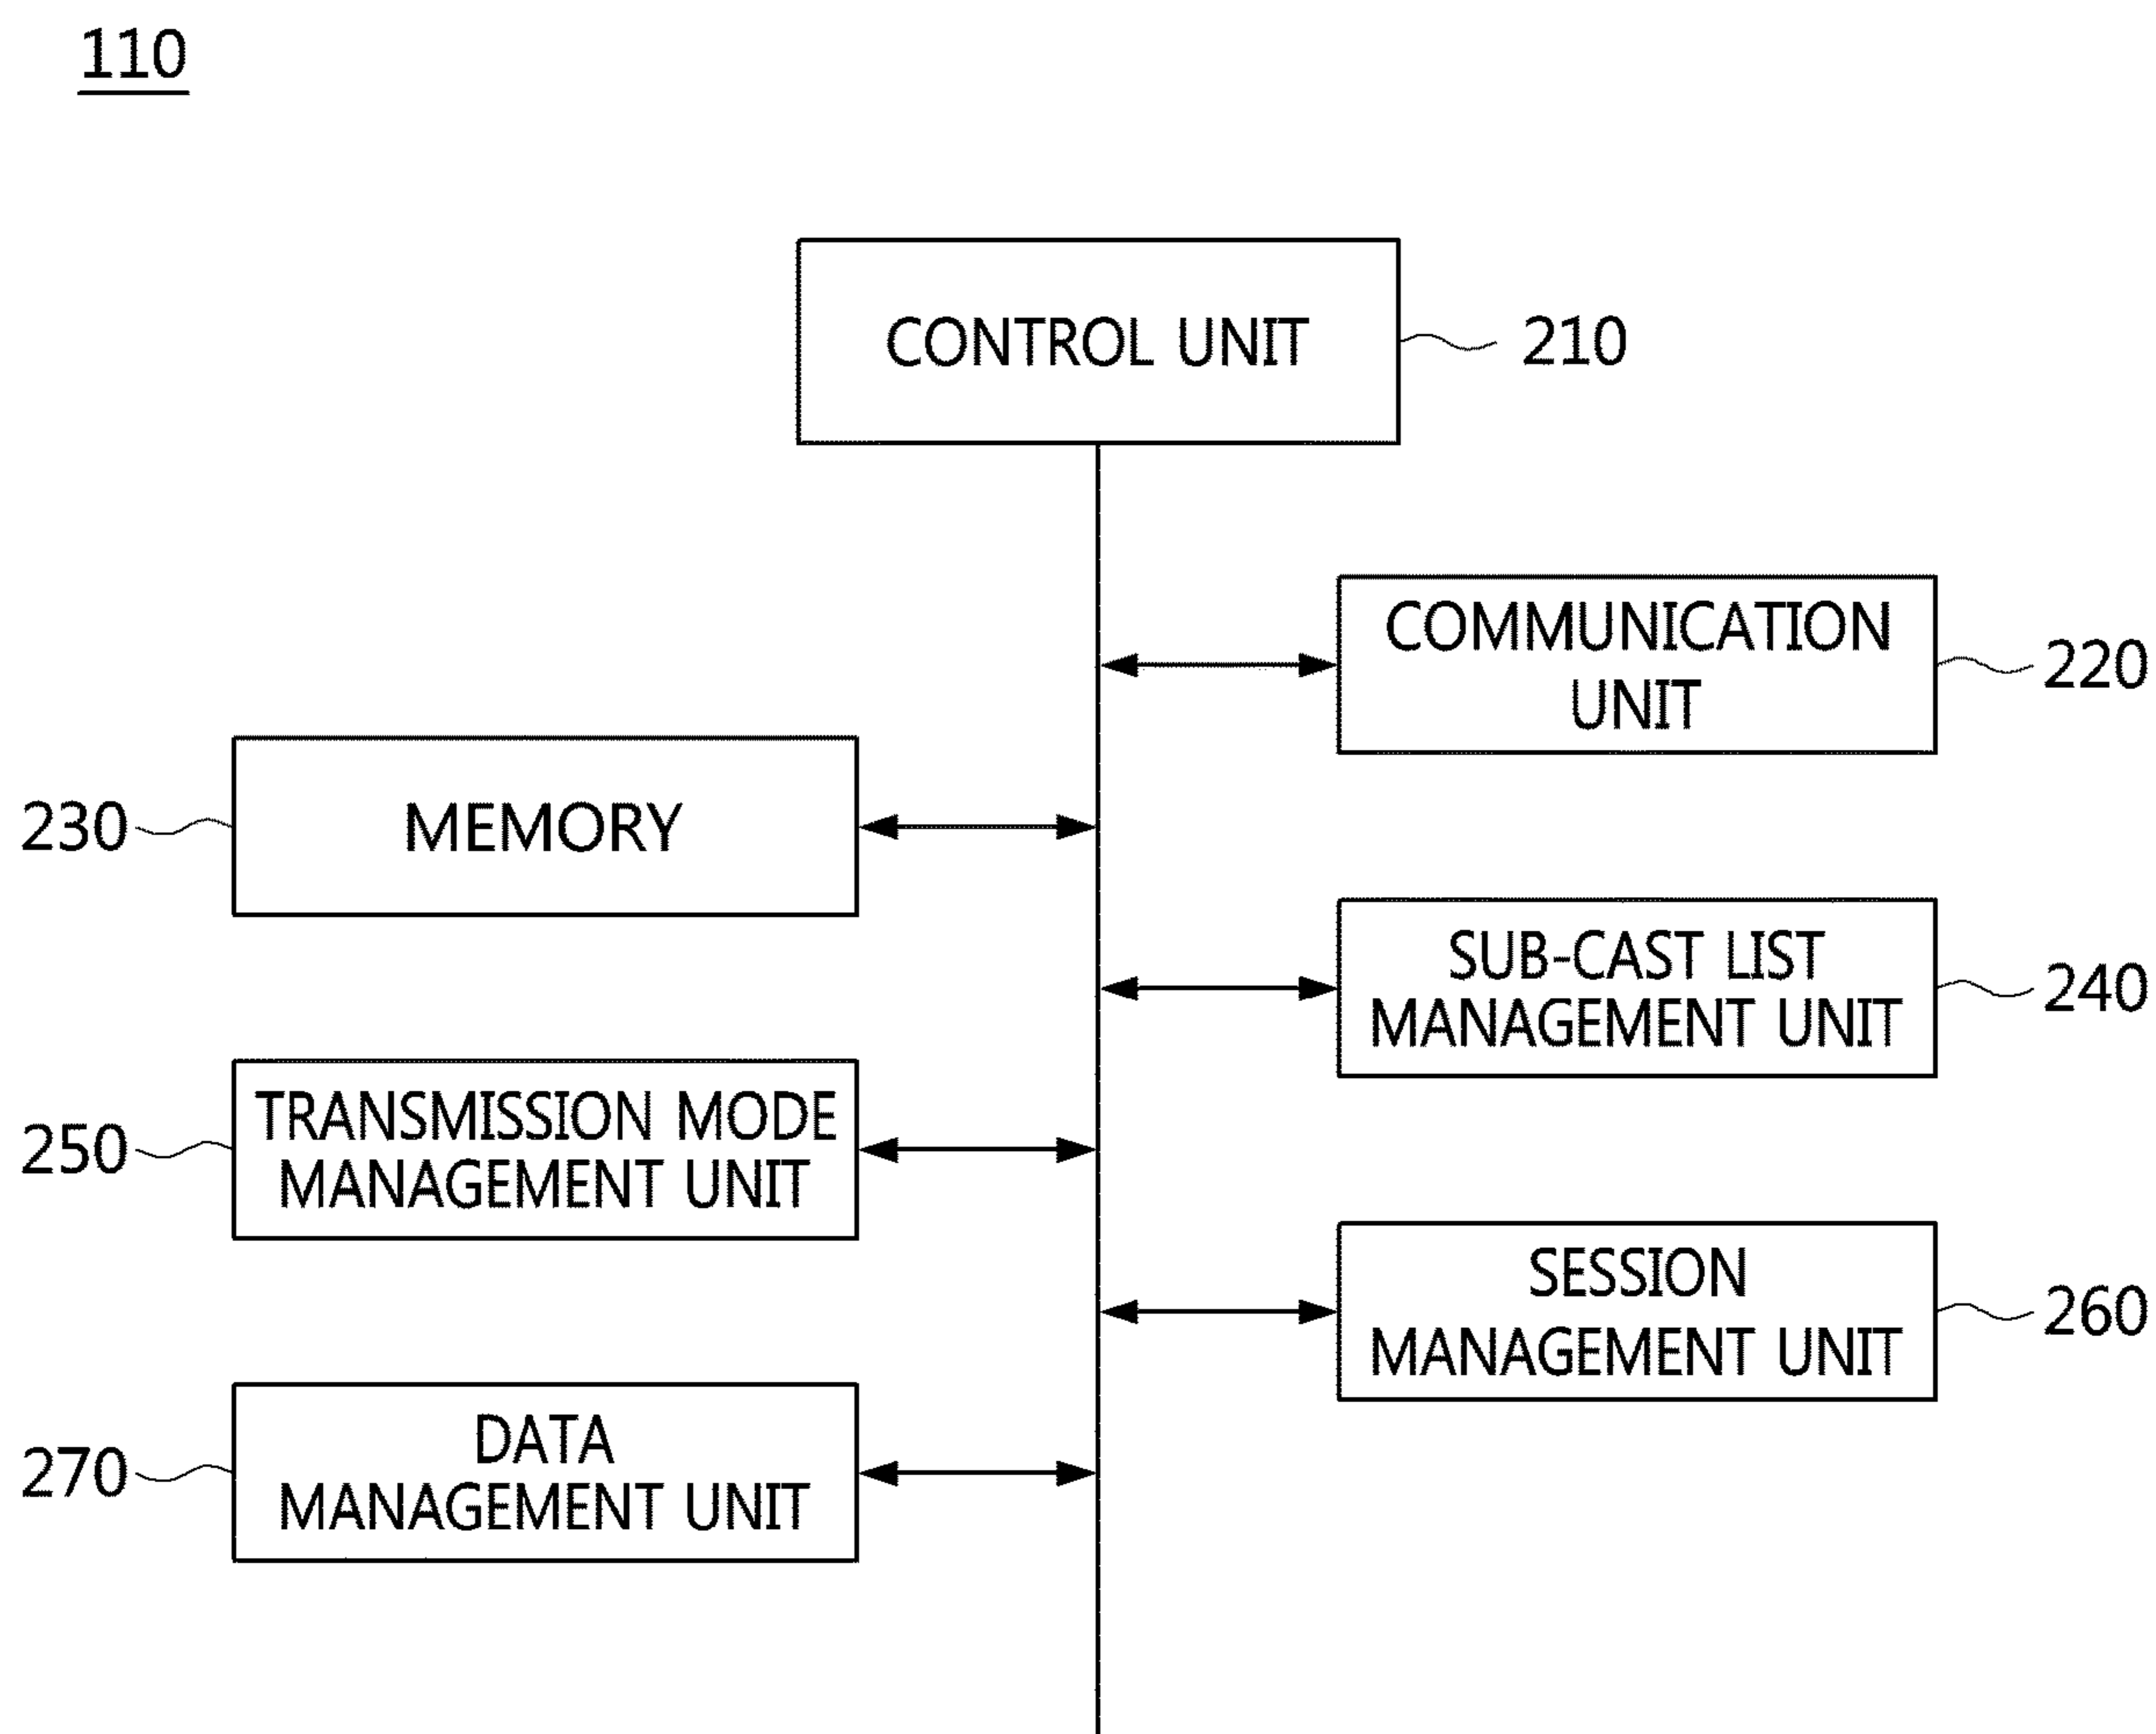 110
CONTROL UNIT
210
COMMUNICATION
UNIT
220
230
MEMORY
SUB-CAST LIST
MANAGEMENT UNIT
240
250
TRANSMISSION MODE
MANAGEMENT UNIT
SESSION
MANAGEMENT UNIT
260
270
DATA
MANAGEMENT UNIT